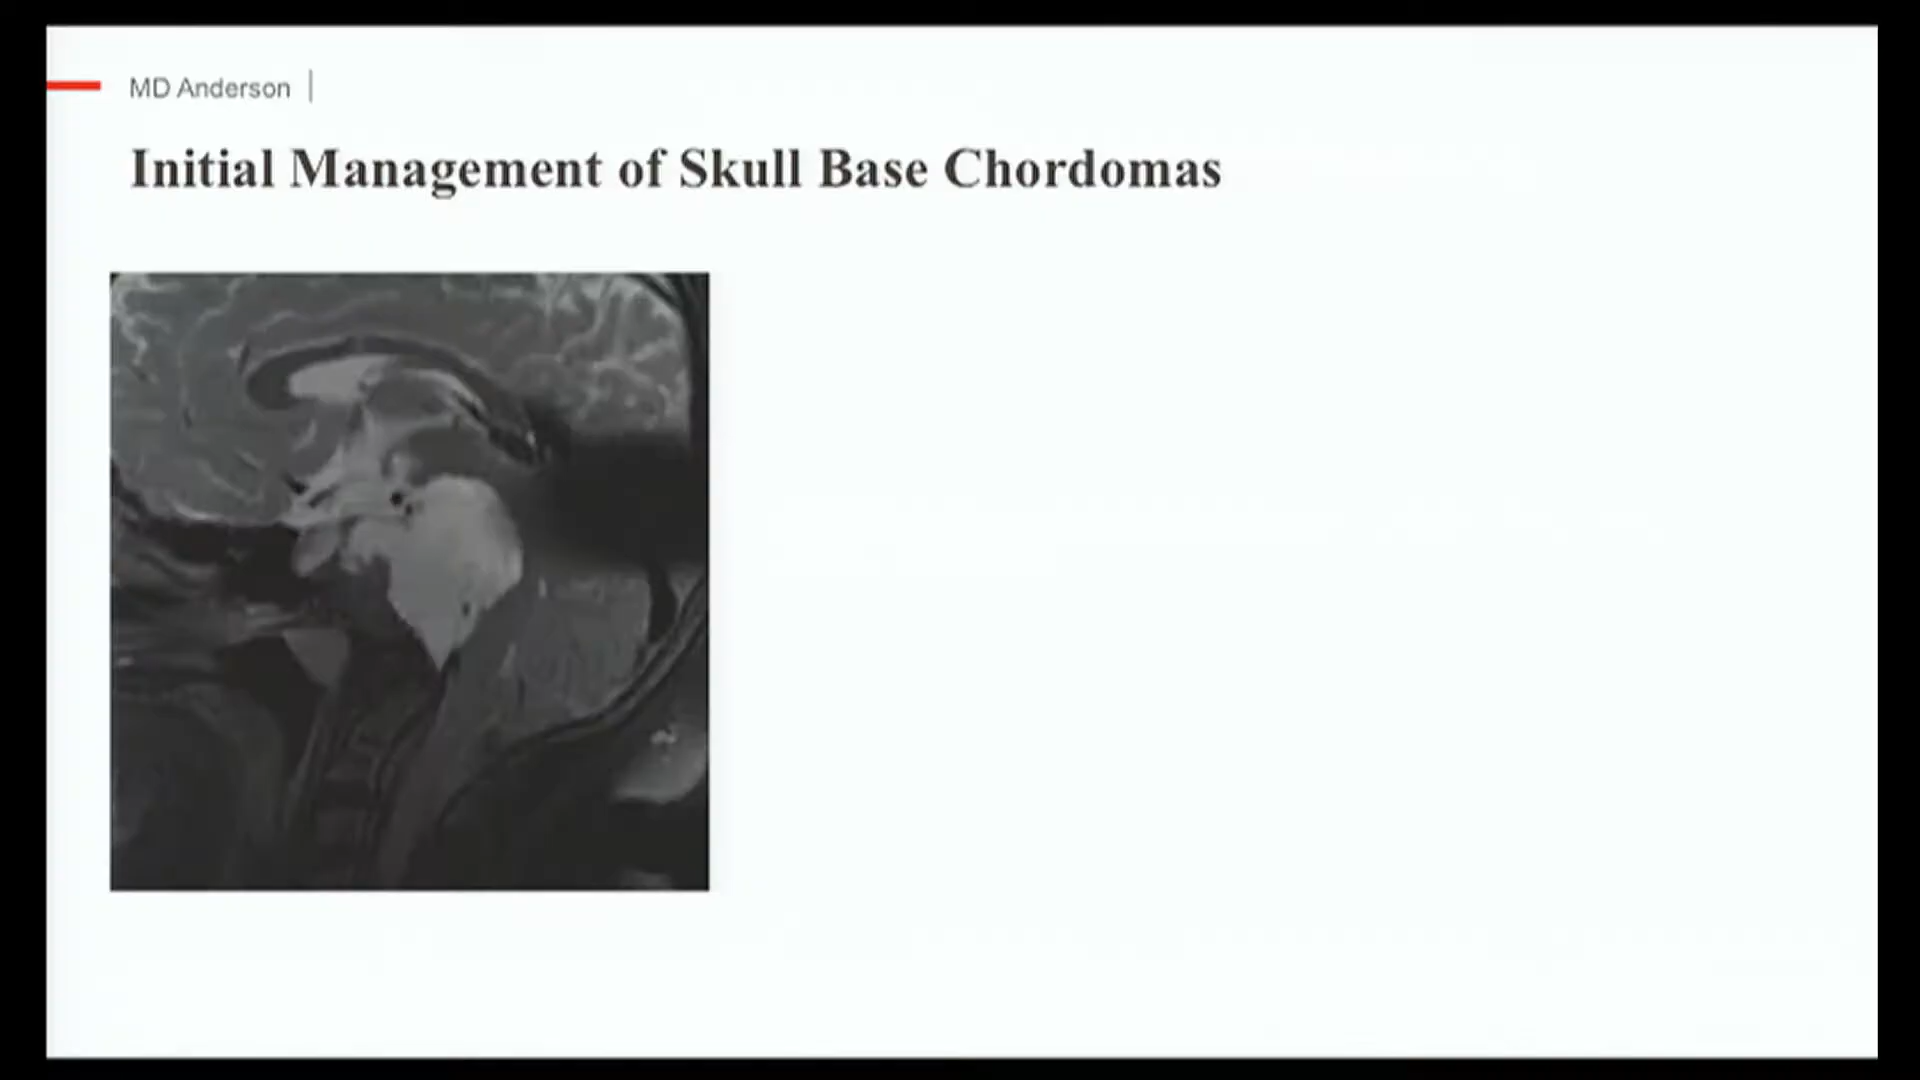 MD Anderson
Initial Management of Skull Base Chordomas